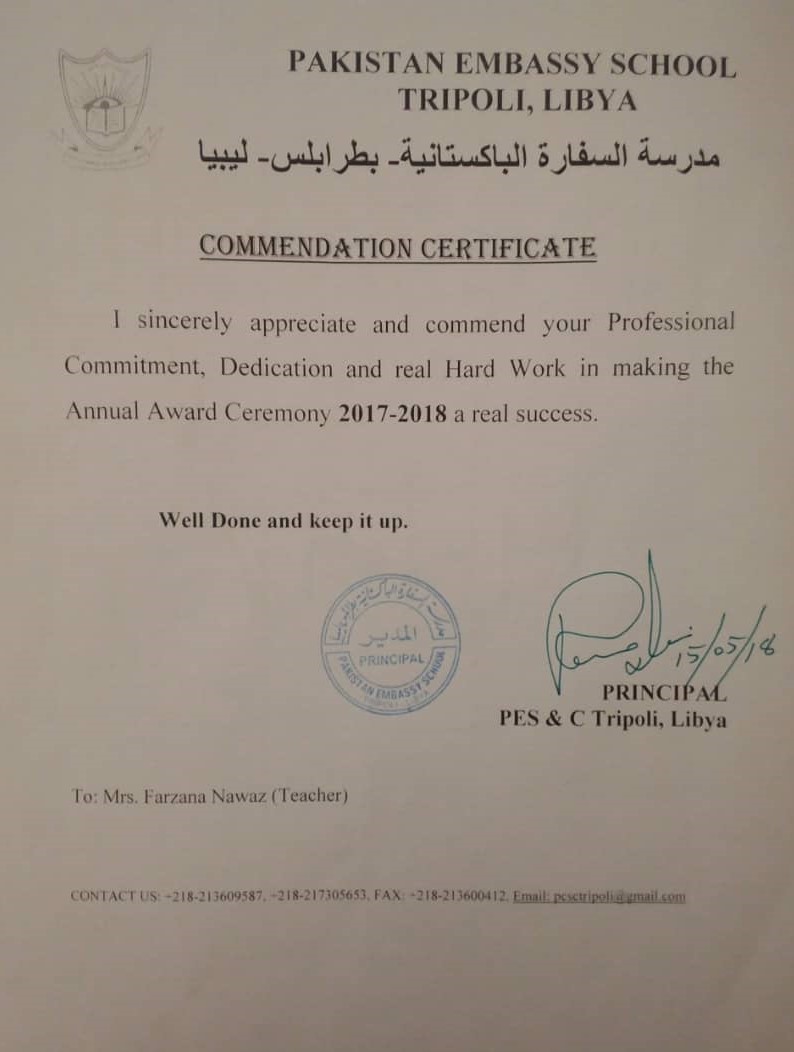 PAKISTAN EMBASSY SCHOOL
TRIPOLI, LIBYA
مدرسة السفارة الباكستانية- بطرابلس- ليبيا
COMMENDATION CERTIFICATE
I sincerely appreciate and commend your Professional
Commitment, Dedication and real Hard Work in making the
Annual Award Ceremony 2017-2018 a real success.
Well Done and keep it up.
المدير
PRINCIPAL
PAKISTAN EMBASSY SCHOOL
15/05/18
PRINCIPAL
PES & C Tripoli, Libya
To: Mrs. Farzana Nawaz (Teacher)
CONTACT US: +218-213609587, +218-217305653, FAX: +218-213600412, Email: pesctripoli@gmail.com